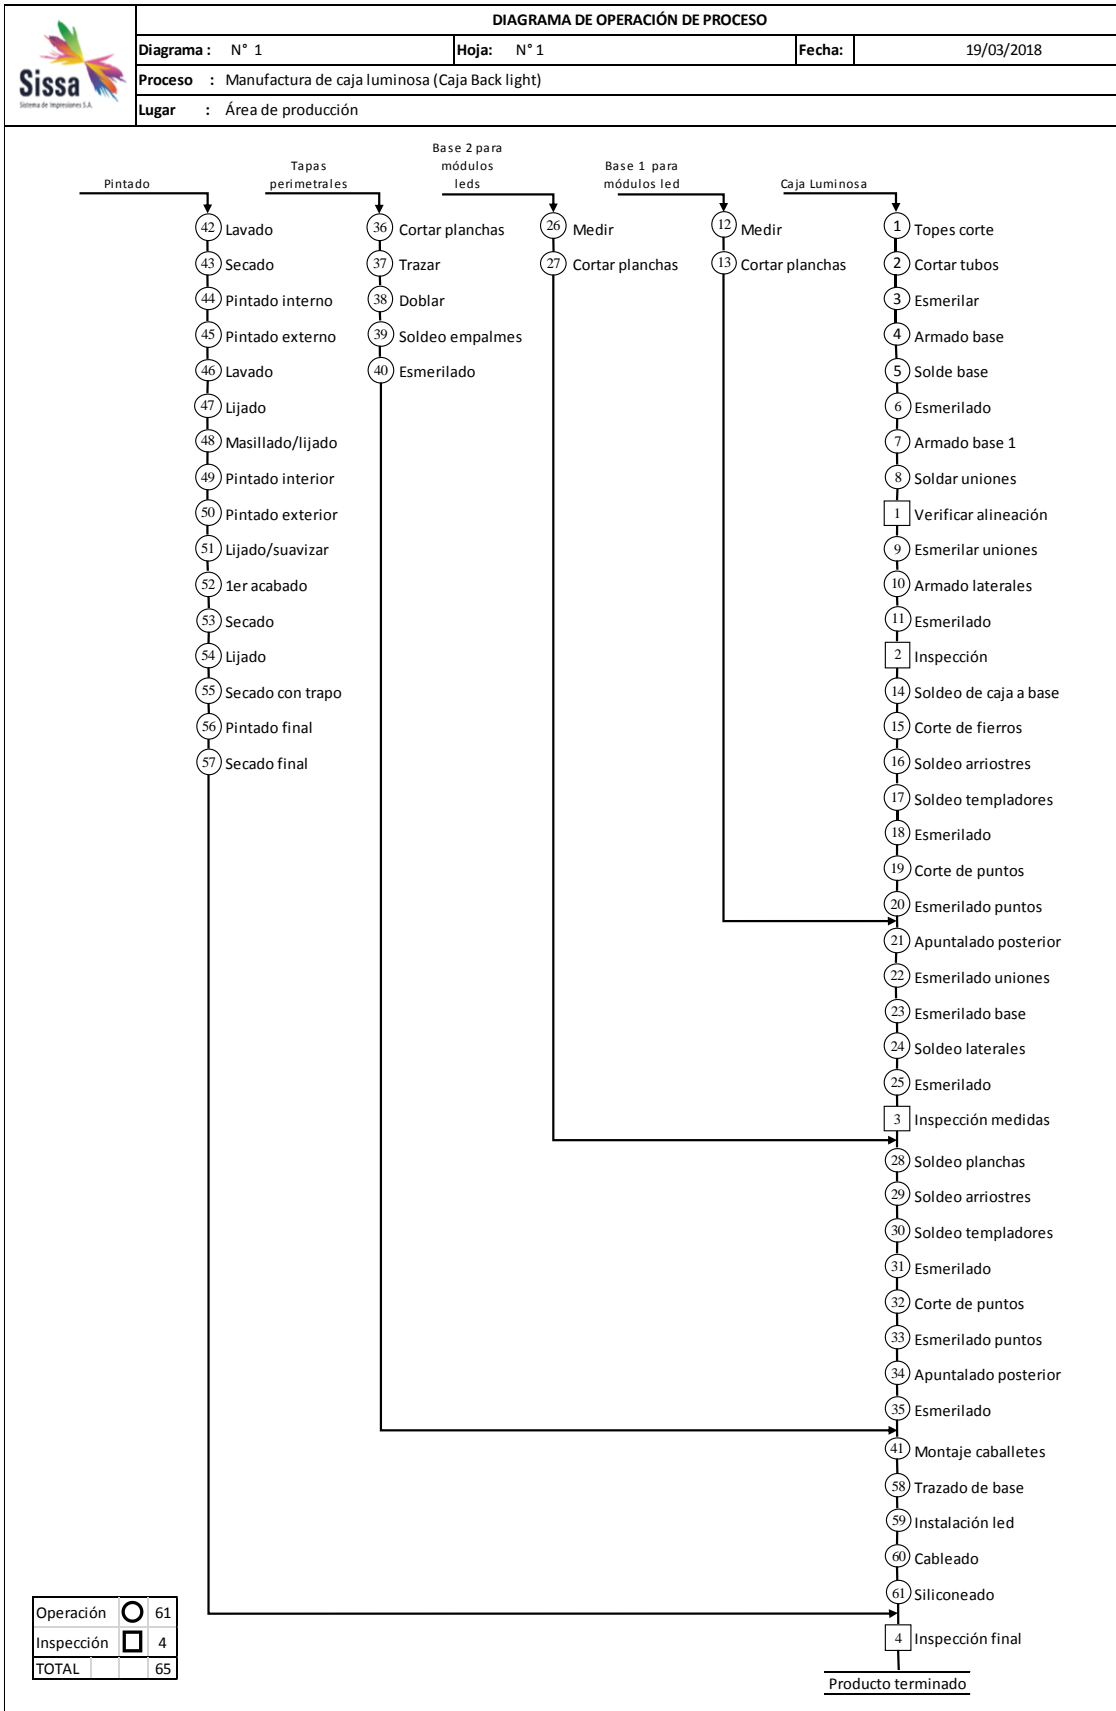 Sissa
Sistema de Impresiones S.A.
DIAGRAMA DE OPERACIÓN DE PROCESO
Diagrama : N° 1 Hoja: N° 1 Fecha: 19/03/2018
Proceso : Manufactura de caja luminosa (Caja Back light)
Lugar : Área de producción
Pintado
42 Lavado
43 Secado
44 Pintado interno
45 Pintado externo
46 Lavado
47 Lijado
48 Masillado/lijado
49 Pintado interior
50 Pintado exterior
51 Lijado/suavizar
52 1er acabado
53 Secado
54 Lijado
55 Secado con trapo
56 Pintado final
57 Secado final
Tapas
perimetrales
36 Cortar planchas
37 Trazar
38 Doblar
39 Soldeo empalmes
40 Esmerilado
Base 2 para
módulos
leds
26 Medir
27 Cortar planchas
Base 1 para
módulos led
12 Medir
13 Cortar planchas
Caja Luminosa
1 Topes corte
2 Cortar tubos
3 Esmerilar
4 Armado base
5 Solde base
6 Esmerilado
7 Armado base 1
8 Soldar uniones
1 Verificar alineación
9 Esmerilar uniones
10 Armado laterales
11 Esmerilado
2 Inspección
14 Soldeo de caja a base
15 Corte de fierros
16 Soldeo arriostres
17 Soldeo templadores
18 Esmerilado
19 Corte de puntos
20 Esmerilado puntos
21 Apuntalado posterior
22 Esmerilado uniones
23 Esmerilado base
24 Soldeo laterales
25 Esmerilado
3 Inspección medidas
28 Soldeo planchas
29 Soldeo arriostres
30 Soldeo templadores
31 Esmerilado
32 Corte de puntos
33 Esmerilado puntos
34 Apuntalado posterior
35 Esmerilado
41 Montaje caballetes
58 Trazado de base
59 Instalación led
60 Cableado
61 Siliconeado
4 Inspección final
Producto terminado
Operación 61
Inspección 4
TOTAL 65